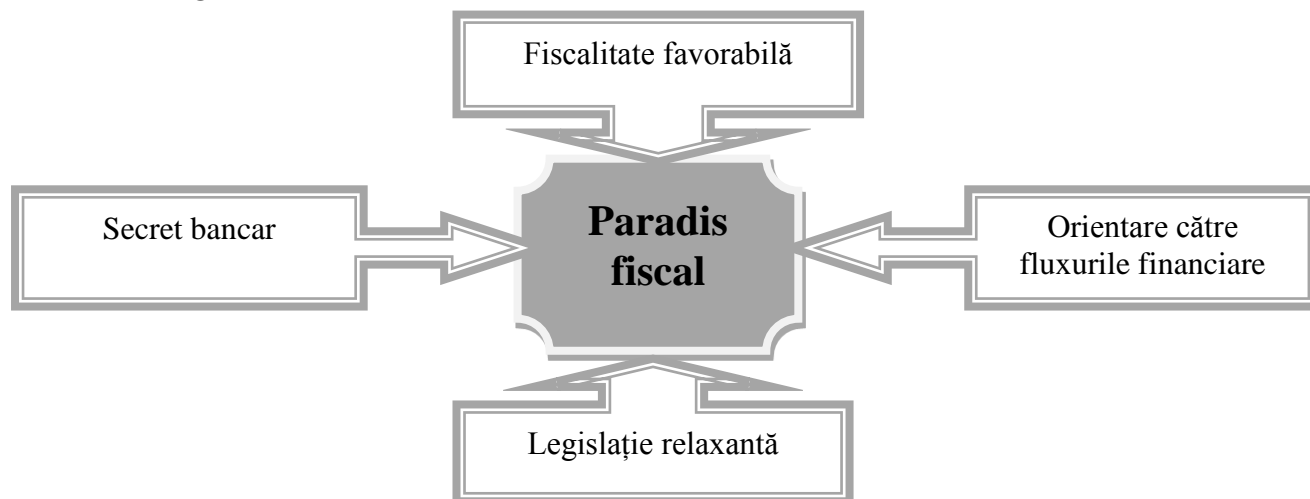 Fiscalitate favorabilă
Secret bancar
Paradis
fiscal
Orientare către
fluxurile financiare
Legislație relaxantă